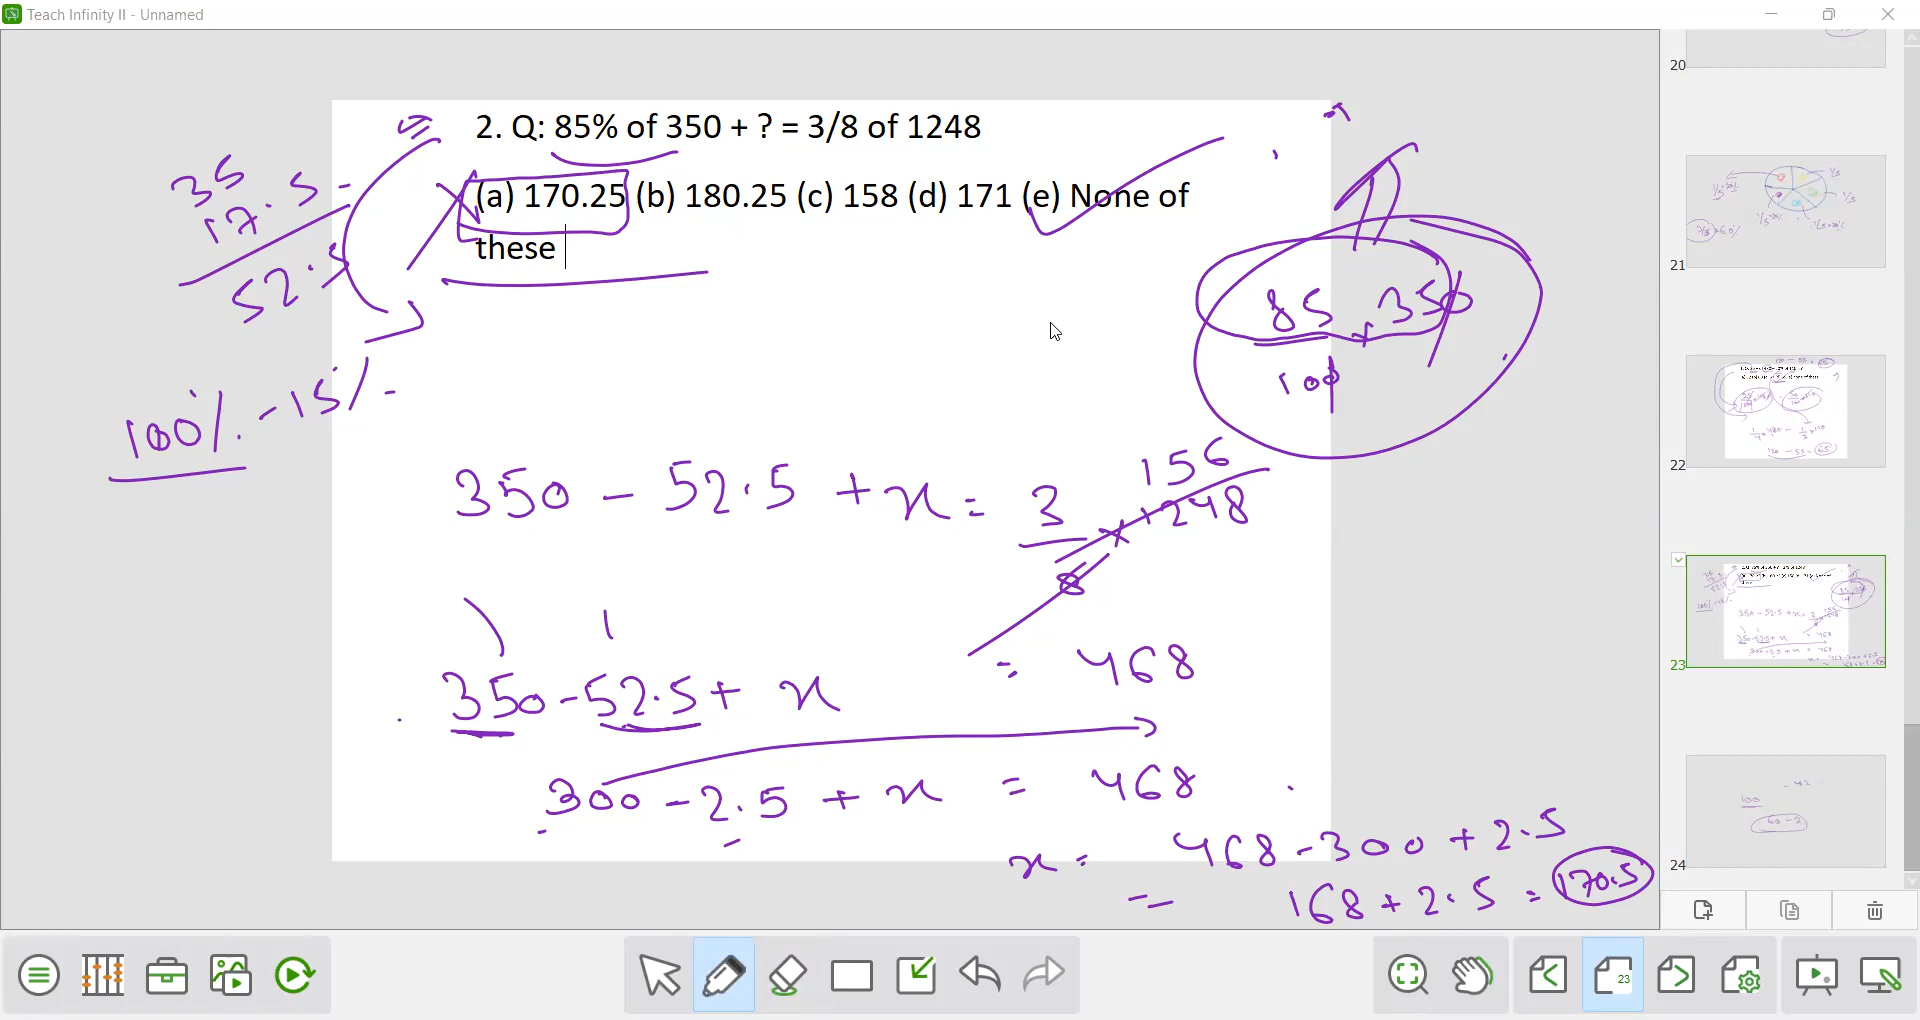 Teach Infinity II - Unnamed
2. Q: 85% of 350 + ? = 3/8 of 1248
(a) 170.25 (b) 180.25 (c) 158 (d) 171 (e) None of
these
35
17.5
52.5
100% - 15%
85 × 350
100
350 - 52.5 + x = 3/8 × 1248
156
350 - 52.5 + x = 468
300 - 2.5 + x = 468
x = 468 - 300 + 2.5
= 168 + 2.5 = 170.5
20
21
22
23
24
23